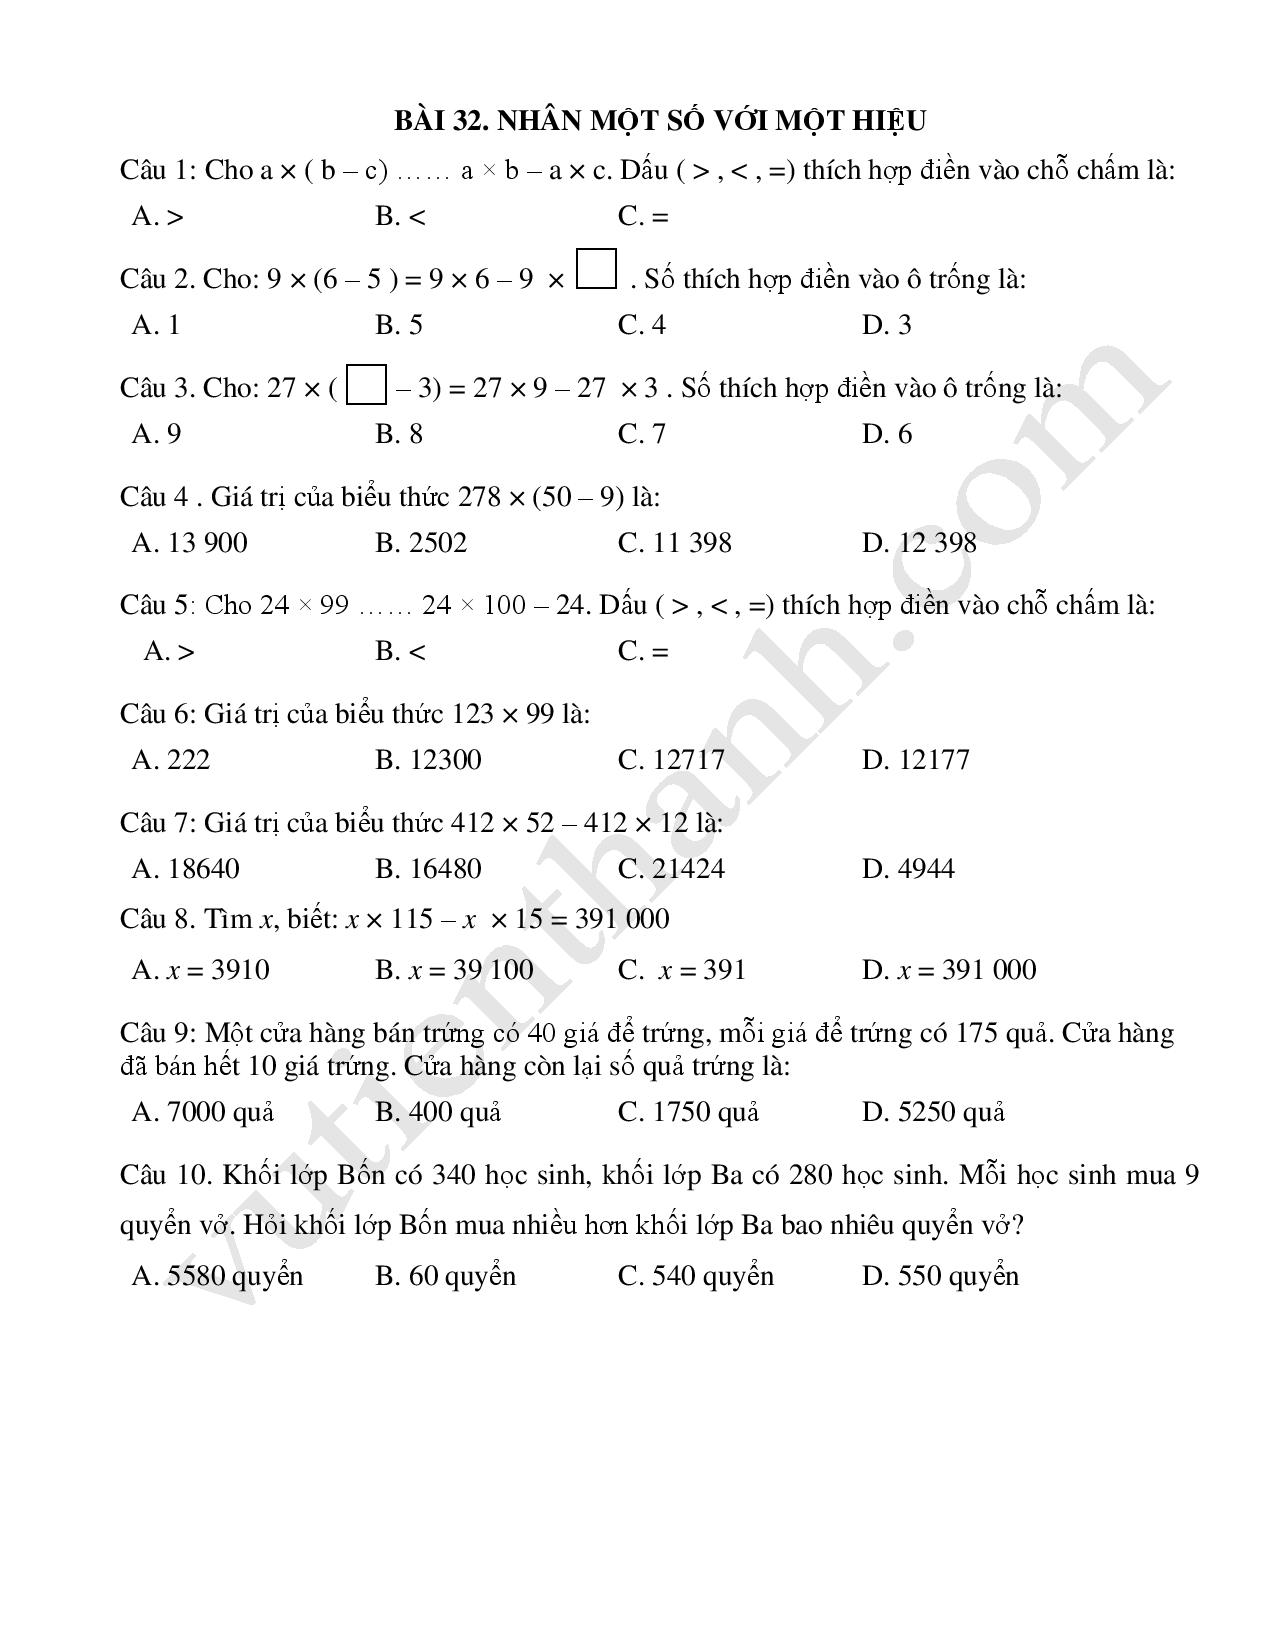 BÀI 32. NHÂN MỘT SỐ VỚI MỘT HIỆU
Câu 1: Cho a × ( b – c) …… a × b – a × c. Dấu ( > , < , =) thích hợp điền vào chỗ chấm là:
A. > B. < C. =
Câu 2. Cho: 9 × (6 – 5 ) = 9 × 6 – 9 × . Số thích hợp điền vào ô trống là:
A. 1 B. 5 C. 4 D. 3
Câu 3. Cho: 27 × ( – 3) = 27 × 9 – 27 × 3 . Số thích hợp điền vào ô trống là:
A. 9 B. 8 C. 7 D. 6
Câu 4 . Giá trị của biểu thức 278 × (50 – 9) là:
A. 13 900 B. 2502 C. 11 398 D. 12 398
Câu 5: Cho 24 × 99 …… 24 × 100 – 24. Dấu ( > , < , =) thích hợp điền vào chỗ chấm là:
A. > B. < C. =
Câu 6: Giá trị của biểu thức 123 × 99 là:
A. 222 B. 12300 C. 12717 D. 12177
Câu 7: Giá trị của biểu thức 412 × 52 – 412 × 12 là:
A. 18640 B. 16480 C. 21424 D. 4944
Câu 8. Tìm x, biết: x × 115 – x × 15 = 391 000
A. x = 3910 B. x = 39 100 C. x = 391 D. x = 391 000
Câu 9: Một cửa hàng bán trứng có 40 giá để trứng, mỗi giá để trứng có 175 quả. Cửa hàng
đã bán hết 10 giá trứng. Cửa hàng còn lại số quả trứng là:
A. 7000 quả B. 400 quả C. 1750 quả D. 5250 quả
Câu 10. Khối lớp Bốn có 340 học sinh, khối lớp Ba có 280 học sinh. Mỗi học sinh mua 9
quyển vở. Hỏi khối lớp Bốn mua nhiều hơn khối lớp Ba bao nhiêu quyển vở?
A. 5580 quyển B. 60 quyển C. 540 quyển D. 550 quyển
vutienthanh.com